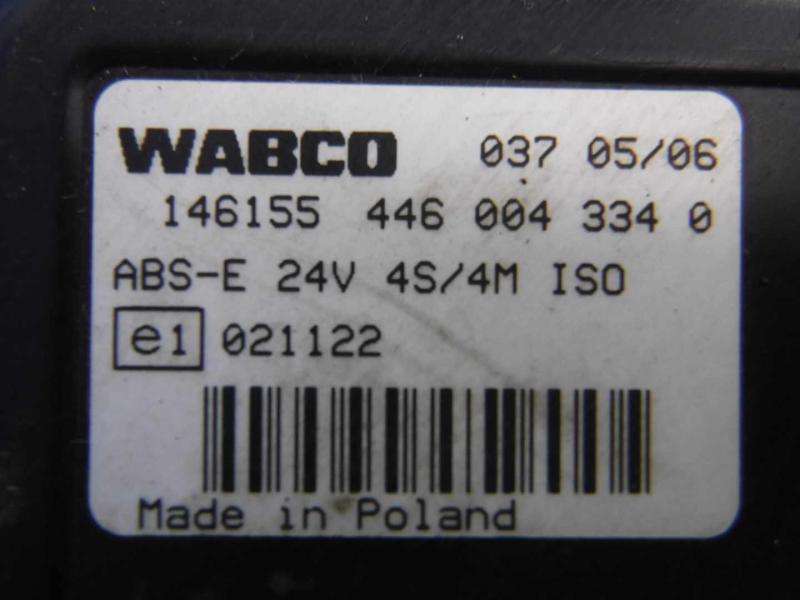 WABCO 037 05/06
146155 446 004 334 0
ABS-E 24V 4S/4M ISO
e1 021122
Made in Poland